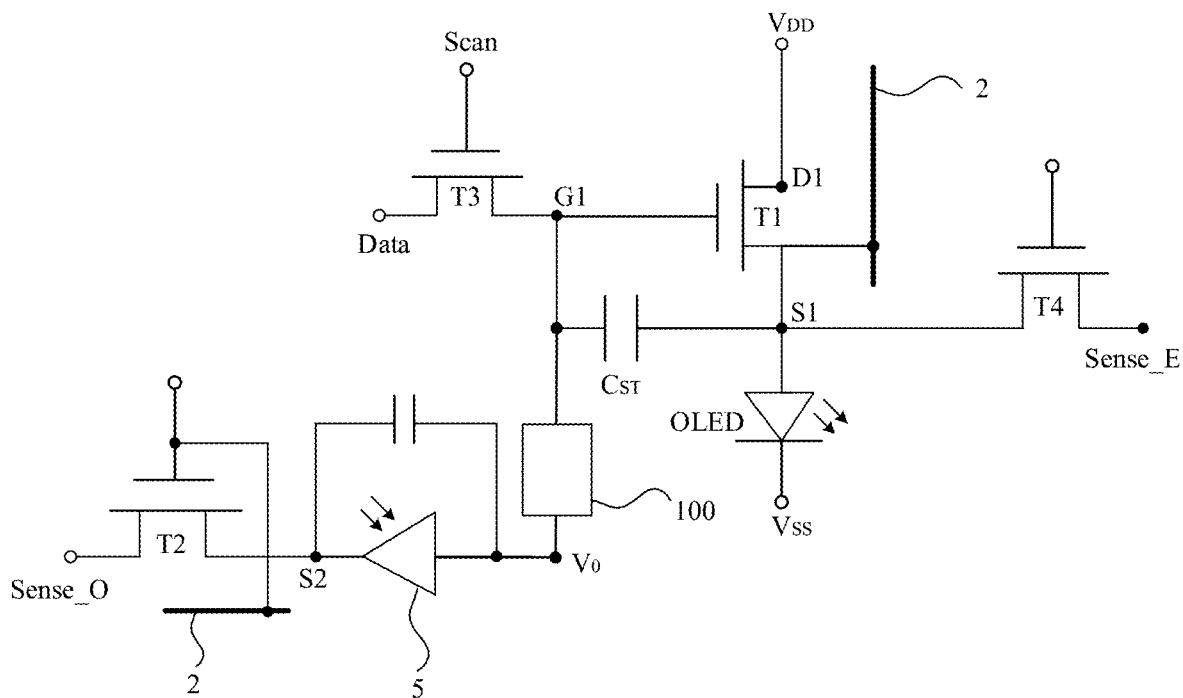 VDD
Scan
2
D1
T3
G1
T1
Data
S1
T4
CST
Sense_E
OLED
100
VSS
T2
S2
V0
Sense_O
2
5